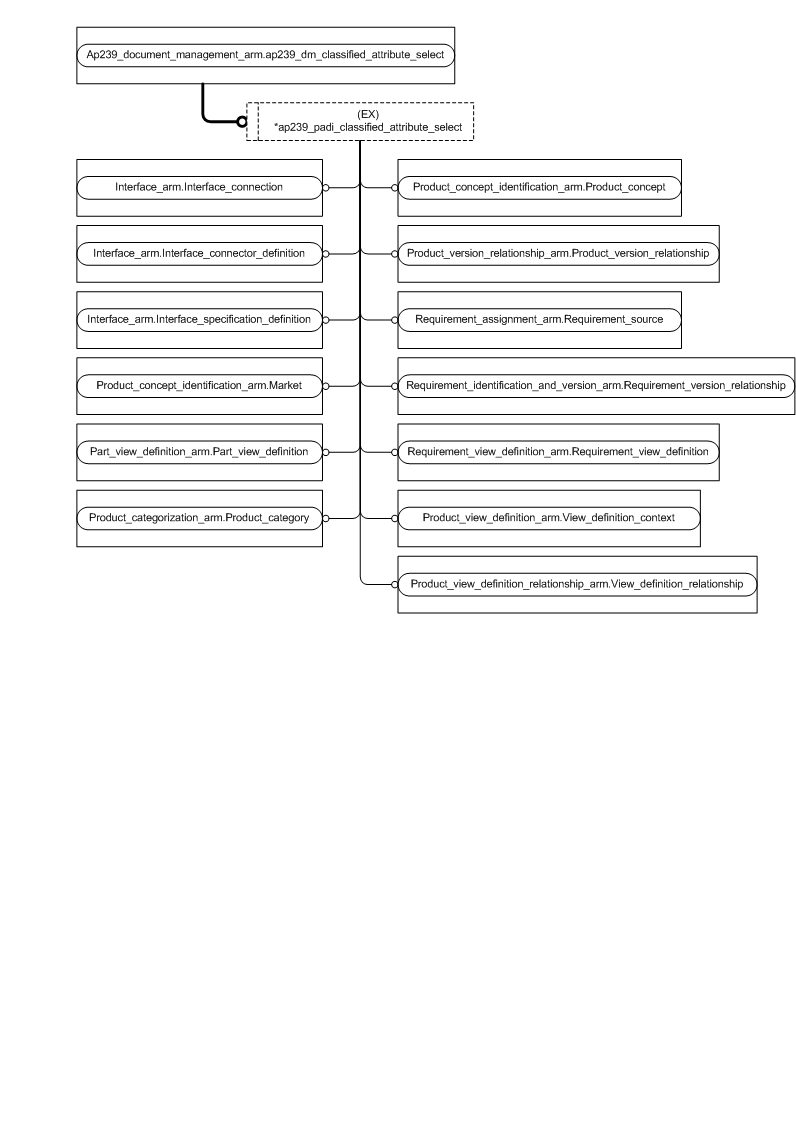 Ap239_document_management_arm.ap239_dm_classified_attribute_select
(EX)
*ap239_padi_classified_attribute_select
Interface_arm.Interface_connection
Product_concept_identification_arm.Product_concept
Interface_arm.Interface_connector_definition
Product_version_relationship_arm.Product_version_relationship
Interface_arm.Interface_specification_definition
Requirement_assignment_arm.Requirement_source
Product_concept_identification_arm.Market
Requirement_identification_and_version_arm.Requirement_version_relationship
Part_view_definition_arm.Part_view_definition
Requirement_view_definition_arm.Requirement_view_definition
Product_categorization_arm.Product_category
Product_view_definition_arm.View_definition_context
Product_view_definition_relationship_arm.View_definition_relationship